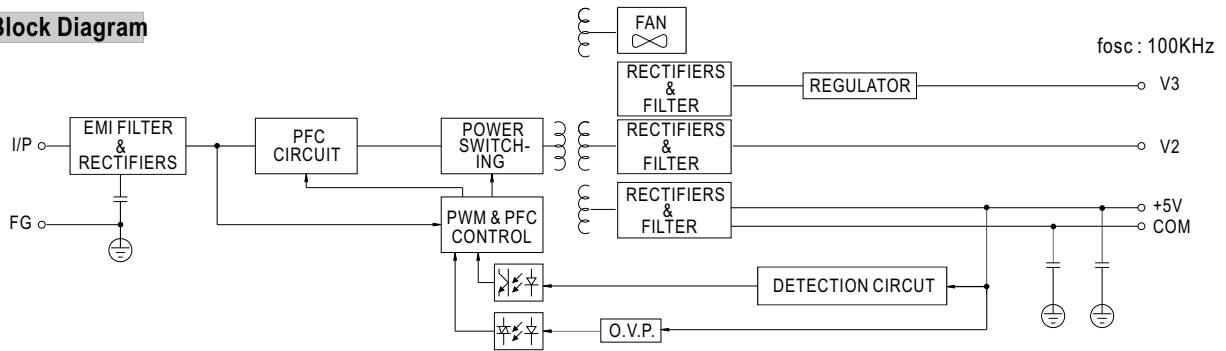 Block Diagram
FAN
fosc : 100KHz
RECTIFIERS
&
FILTER
REGULATOR
V3
I/P
EMI FILTER
&
RECTIFIERS
PFC
CIRCUIT
POWER
SWITCH-
ING
RECTIFIERS
&
FILTER
V2
FG
PWM & PFC
CONTROL
RECTIFIERS
&
FILTER
+5V
COM
DETECTION CIRCUT
O.V.P.